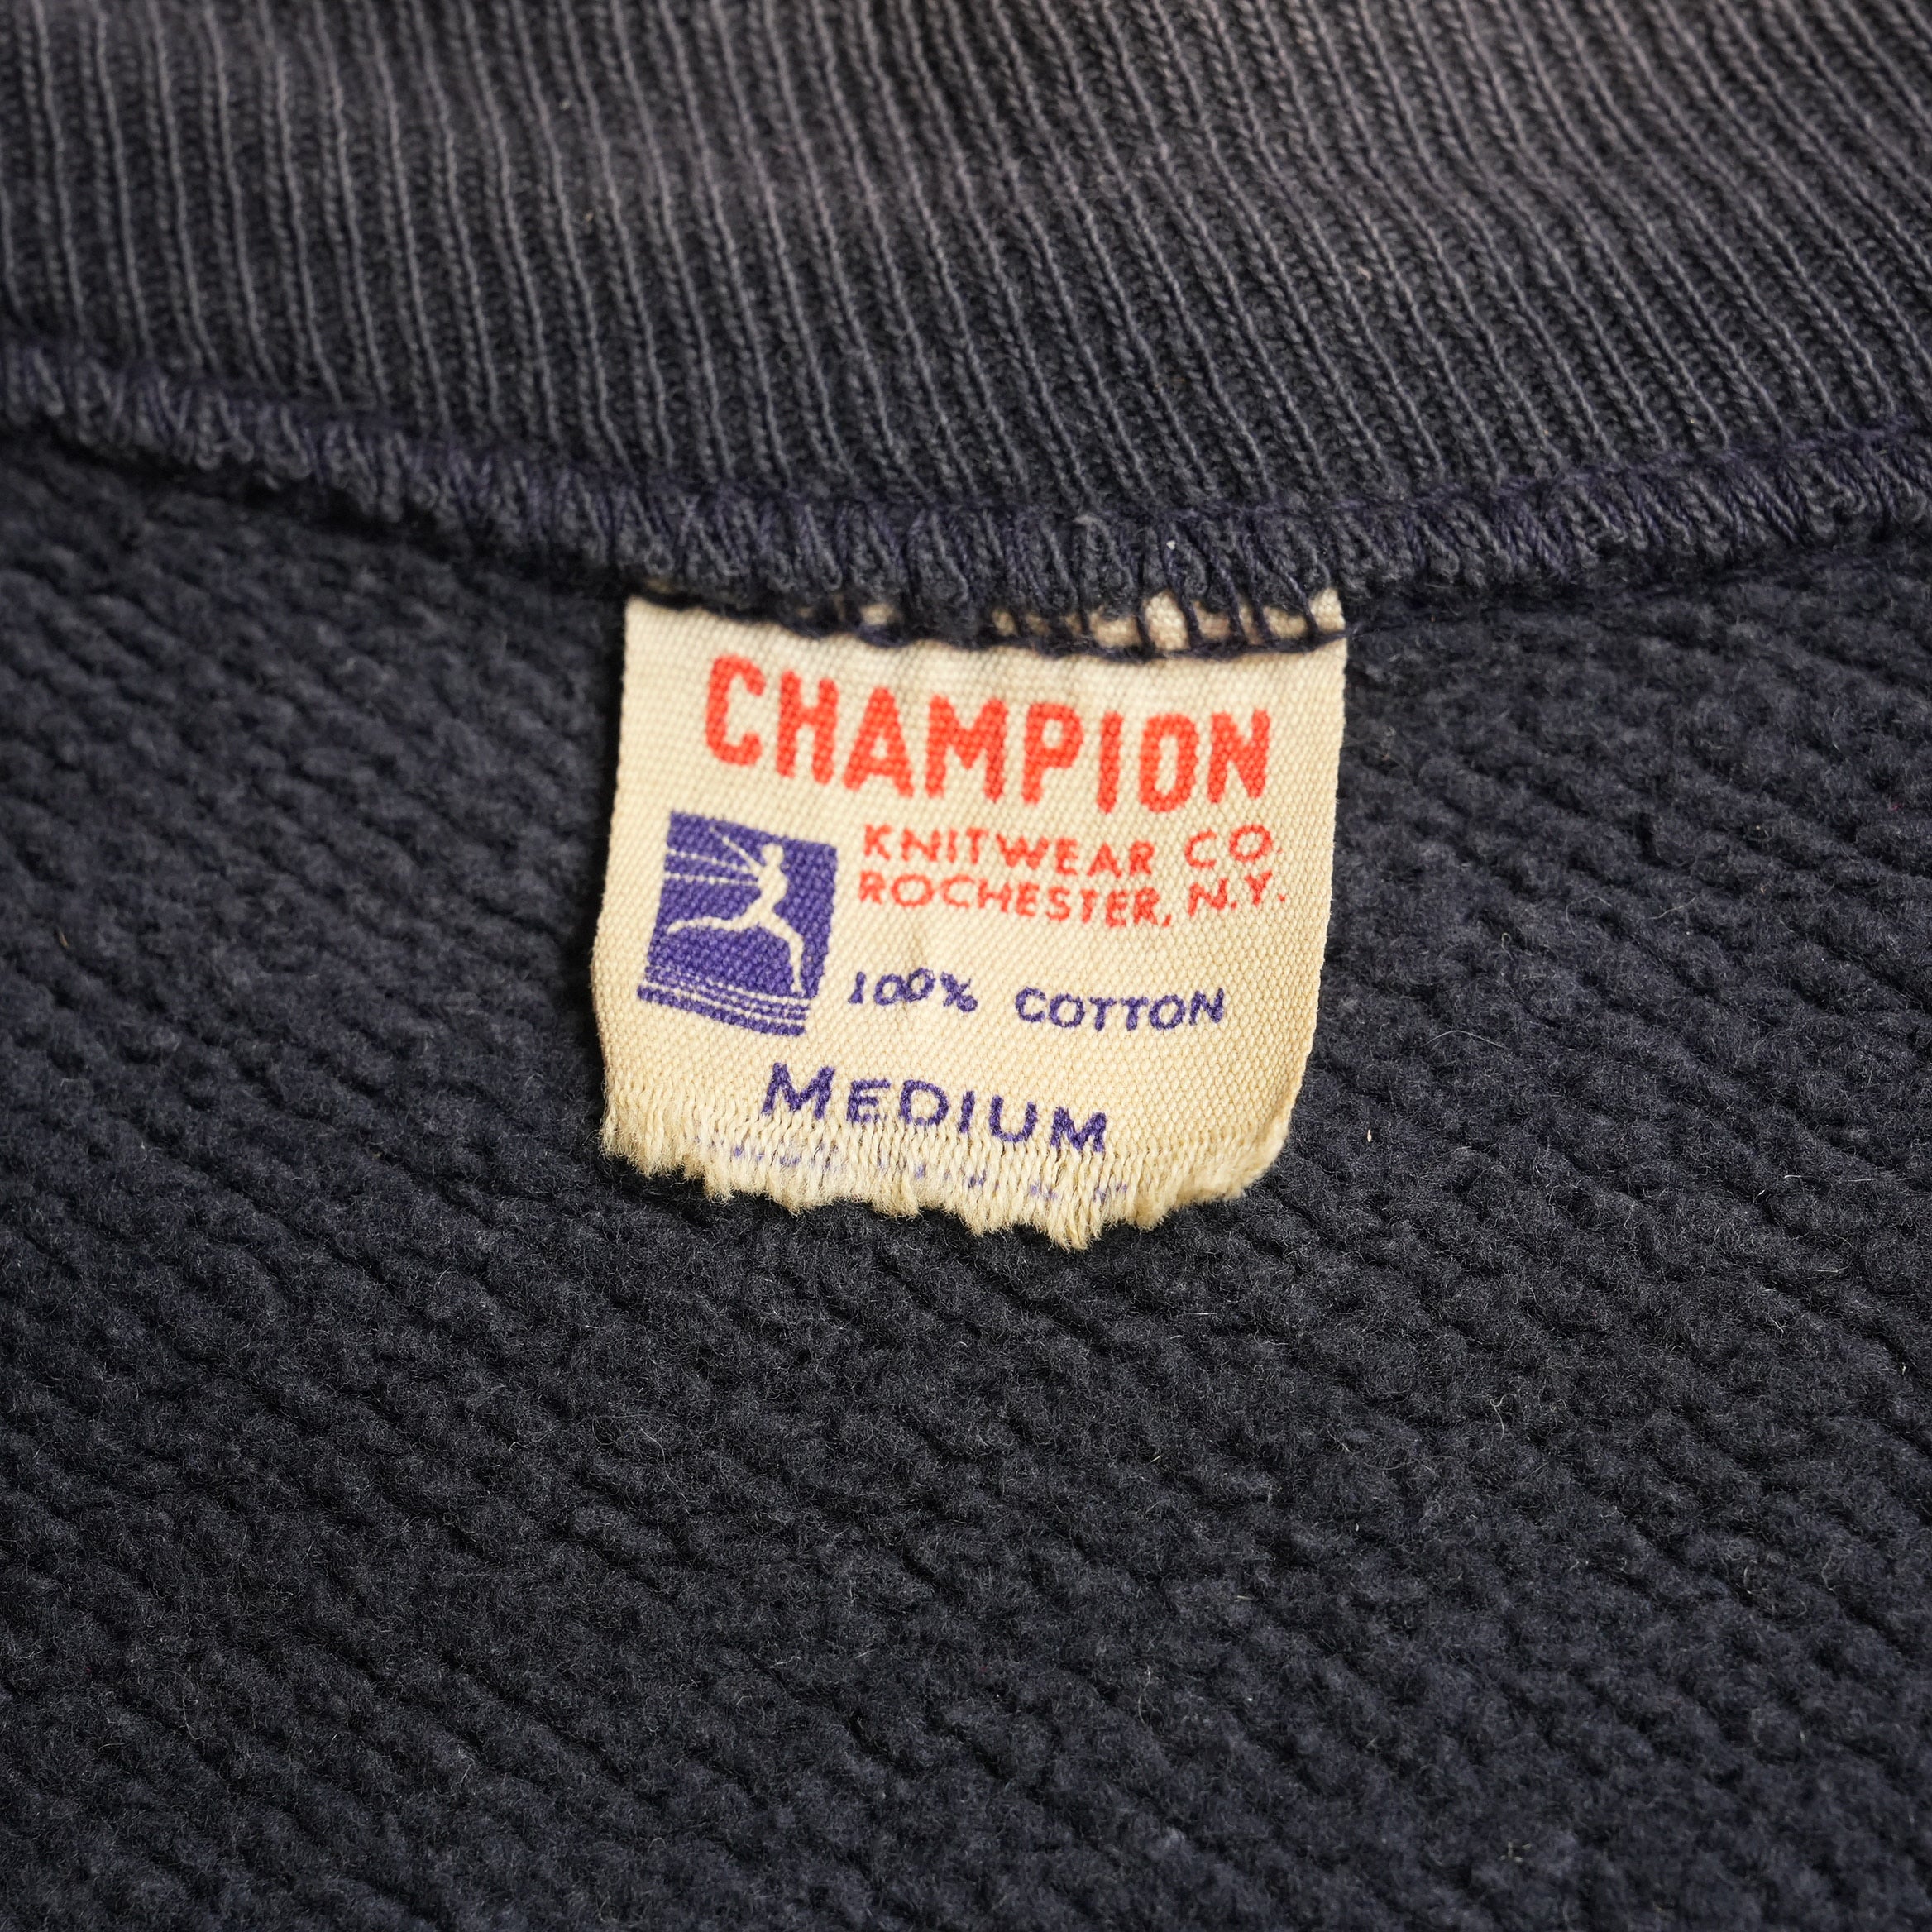 CHAMPION
KNITWEAR CO.
ROCHESTER, N.Y.
100% COTTON
MEDIUM